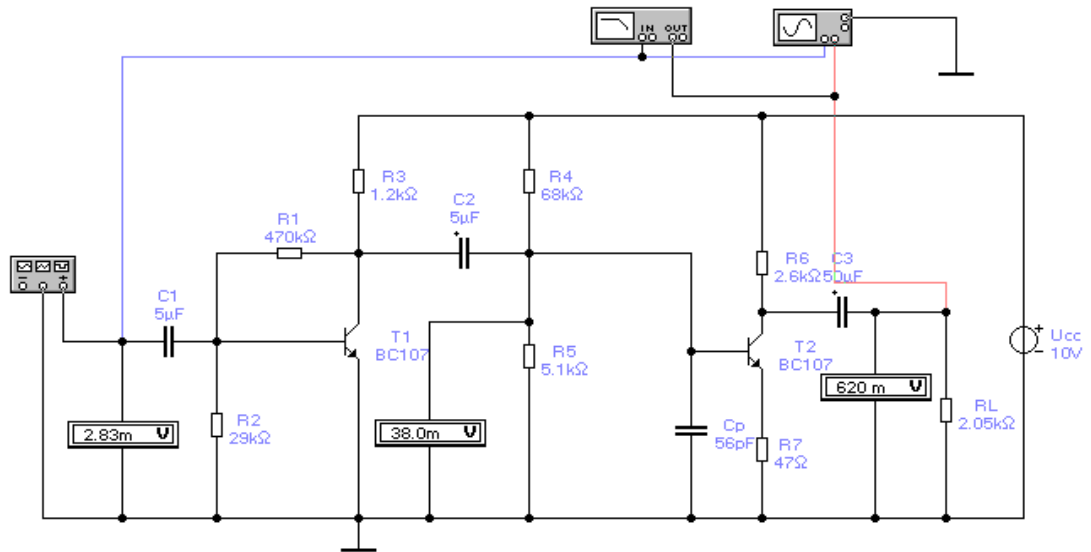 IN OUT
R3
1.2kΩ
C2
5μF
R4
68kΩ
R1
470kΩ
R6
2.6kΩ
C3
50μF
C1
5μF
T1
BC107
R5
5.1kΩ
T2
BC107
Ucc
10V
620 m V
RL
2.05kΩ
2.83m V
R2
29kΩ
38.0m V
Cp
56pF
R7
47Ω